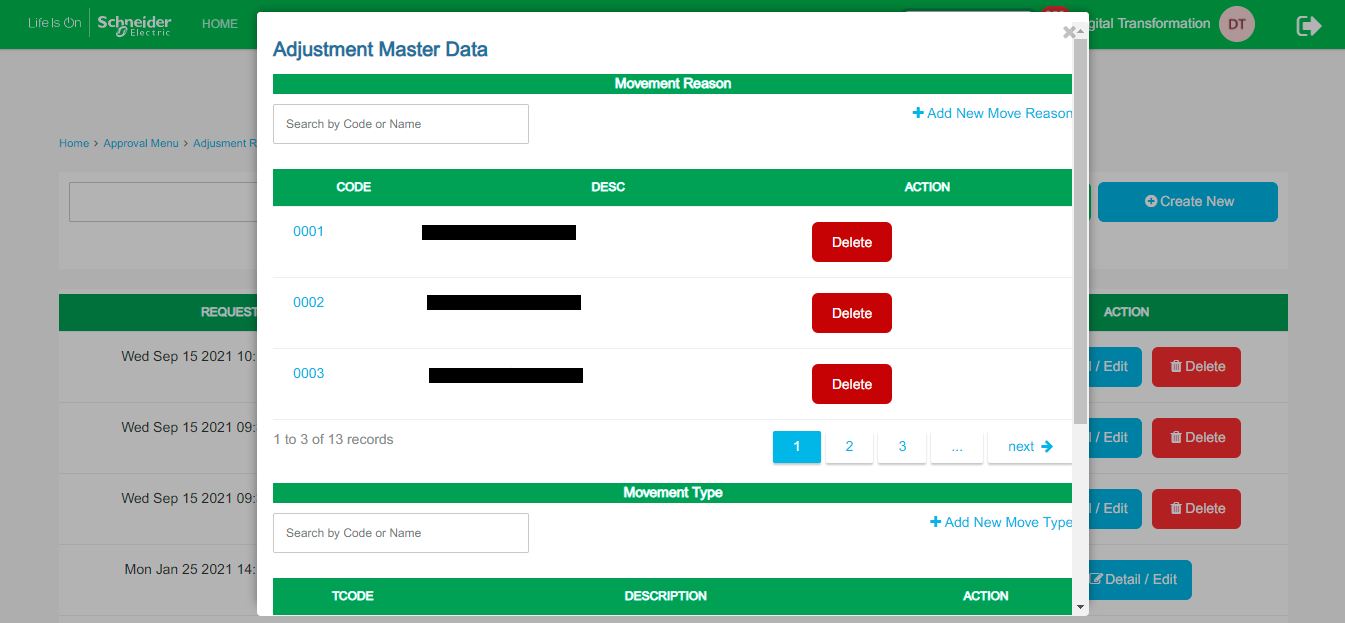 Life Is On Schneider Electric HOME igital Transformation DT
Adjustment Master Data
Movement Reason
Search by Code or Name + Add New Move Reason
Home > Approval Menu > Adjusment R
CODE DESC ACTION
Create New
0001 Delete
0002 Delete
REQUEST ACTION
Wed Sep 15 2021 10: / Edit Delete
0003 Delete
Wed Sep 15 2021 09: / Edit Delete
1 to 3 of 13 records 1 2 3 ... next
Movement Type
Wed Sep 15 2021 09: / Edit Delete
Search by Code or Name + Add New Move Type
Mon Jan 25 2021 14: Detail / Edit
TCODE DESCRIPTION ACTION